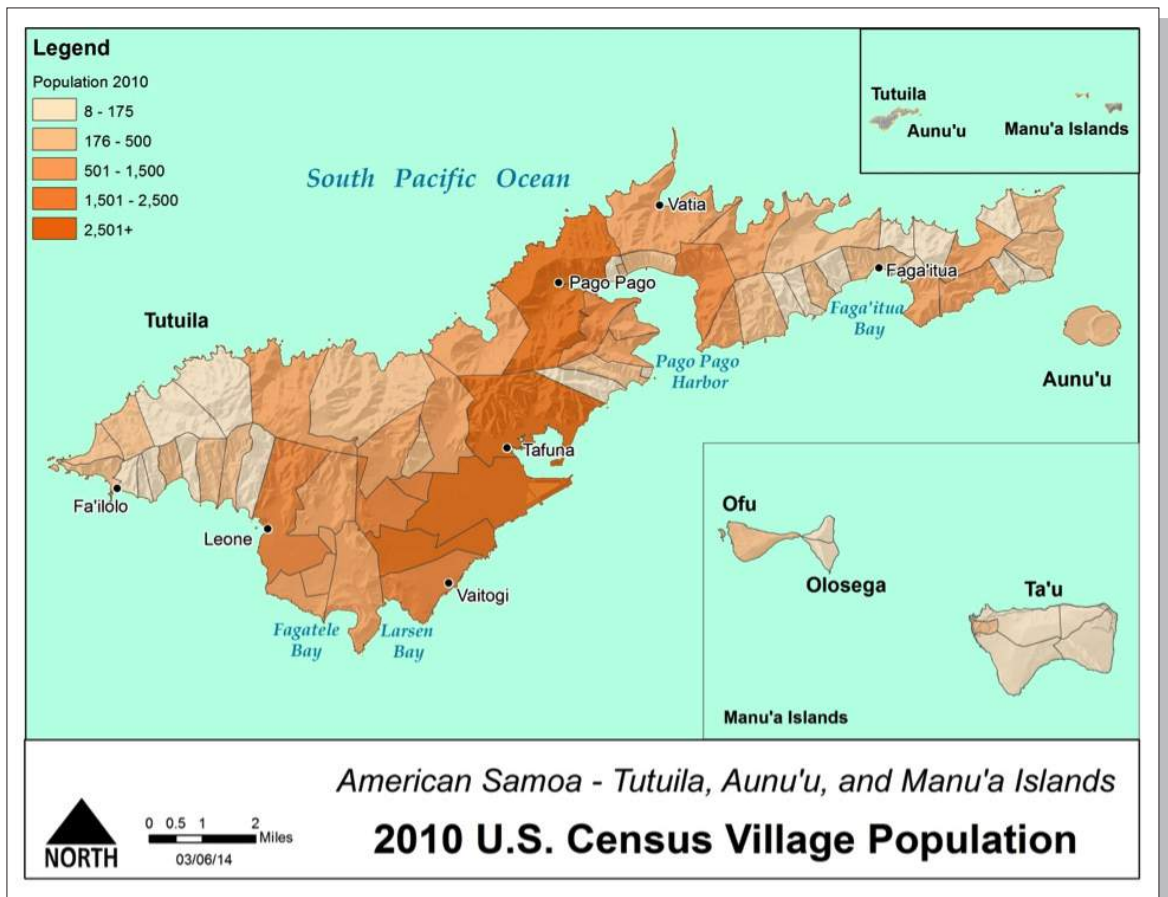 Legend
Population 2010
8 - 175
176 - 500
501 - 1,500
1,501 - 2,500
2,501+
Tutuila
Aunu'u
Manu'a Islands
South Pacific Ocean
Vatia
Pago Pago
Faga'itua
Tutuila
Faga'itua
Bay
Pago Pago
Harbor
Aunu'u
Tafuna
Fa'ilolo
Leone
Vaitogi
Fagatele
Bay
Larsen
Bay
Ofu
Olosega
Ta'u
Manu'a Islands
American Samoa - Tutuila, Aunu'u, and Manu'a Islands
2010 U.S. Census Village Population
NORTH
0 0.5 1 2
Miles
03/06/14